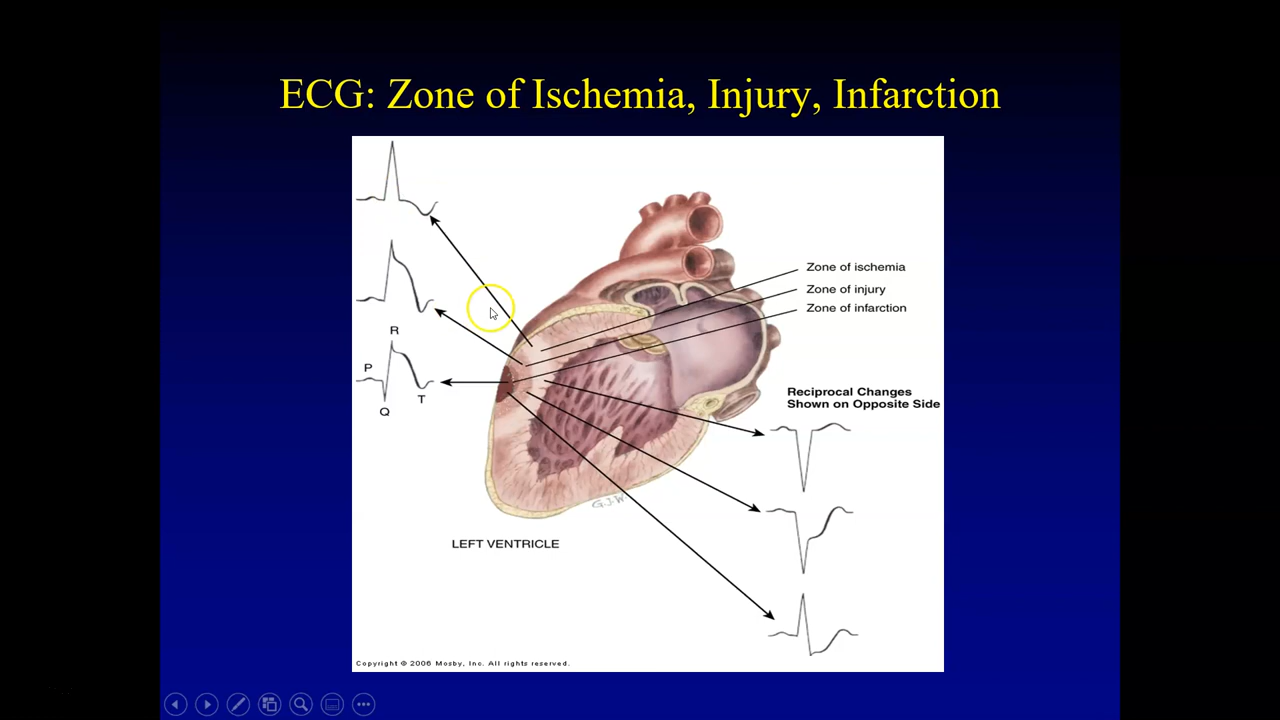 ECG: Zone of Ischemia, Injury, Infarction
Zone of ischemia
Zone of injury
Zone of infarction
R
P
Q
T
Reciprocal Changes
Shown on Opposite Side
G.J.W
LEFT VENTRICLE
Copyright © 2006 Mosby, Inc. All rights reserved.